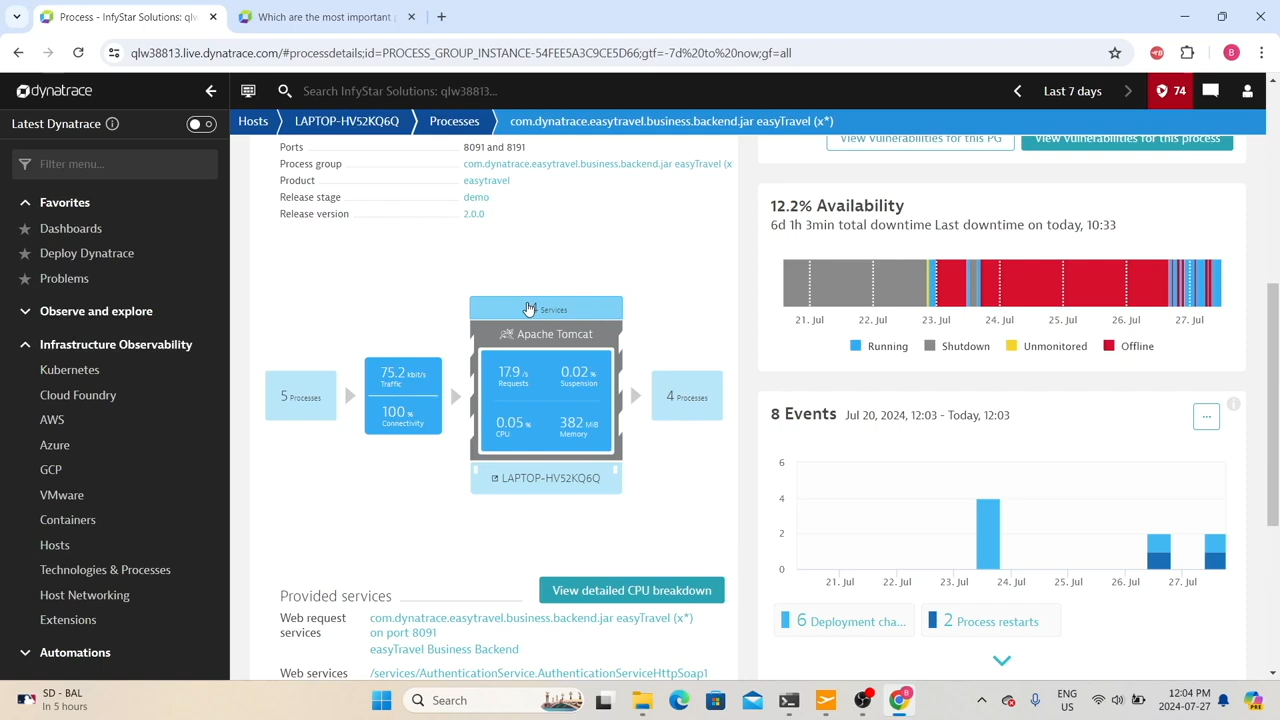 Process - InfyStar Solutions: qlw
Which are the most important
qlw38813.live.dynatrace.com/#processdetails;id=PROCESS_GROUP_INSTANCE-54FEE5A3C9CE5D66;gtf=-7d%20to%20now;gf=all
B
dynatrace
Search InfyStar Solutions: qlw38813...
Last 7 days
74
Latest Dynatrace
Hosts
LAPTOP-HV52KQ6Q
Processes
com.dynatrace.easytravel.business.backend.jar easyTravel (x*)
Filter menu...
Favorites
Dashboards
Deploy Dynatrace
Problems
Observe and explore
Infrastructure Observability
Kubernetes
Cloud Foundry
AWS
Azure
GCP
VMware
Containers
Hosts
Technologies & Processes
Host Networking
Extensions
Automations
Ports 8091 and 8191
Process group com.dynatrace.easytravel.business.backend.jar easyTravel (x
Product easytravel
Release stage demo
Release version 2.0.0
Services
Apache Tomcat
5 Processes
75.2 kbit/s
Traffic
100 %
Connectivity
17.9 /s
Requests
0.02 %
Suspension
0.05 %
CPU
382 MiB
Memory
4 Processes
LAPTOP-HV52KQ6Q
View detailed CPU breakdown
Provided services
Web request services
com.dynatrace.easytravel.business.backend.jar easyTravel (x*)
on port 8091
easyTravel Business Backend
Web services /services/AuthenticationService.AuthenticationServiceHttpSoap1
View vulnerabilities for this PG
View vulnerabilities for this process
12.2% Availability
6d 1h 3min total downtime Last downtime on today, 10:33
21. Jul 22. Jul 23. Jul 24. Jul 25. Jul 26. Jul 27. Jul
Running Shutdown Unmonitored Offline
8 Events Jul 20, 2024, 12:03 - Today, 12:03
...
6
4
2
0
21. Jul 22. Jul 23. Jul 24. Jul 25. Jul 26. Jul 27. Jul
6 Deployment cha...
2 Process restarts
SD - BAL
In 5 hours
Search
ENG
US
12:04 PM
2024-07-27